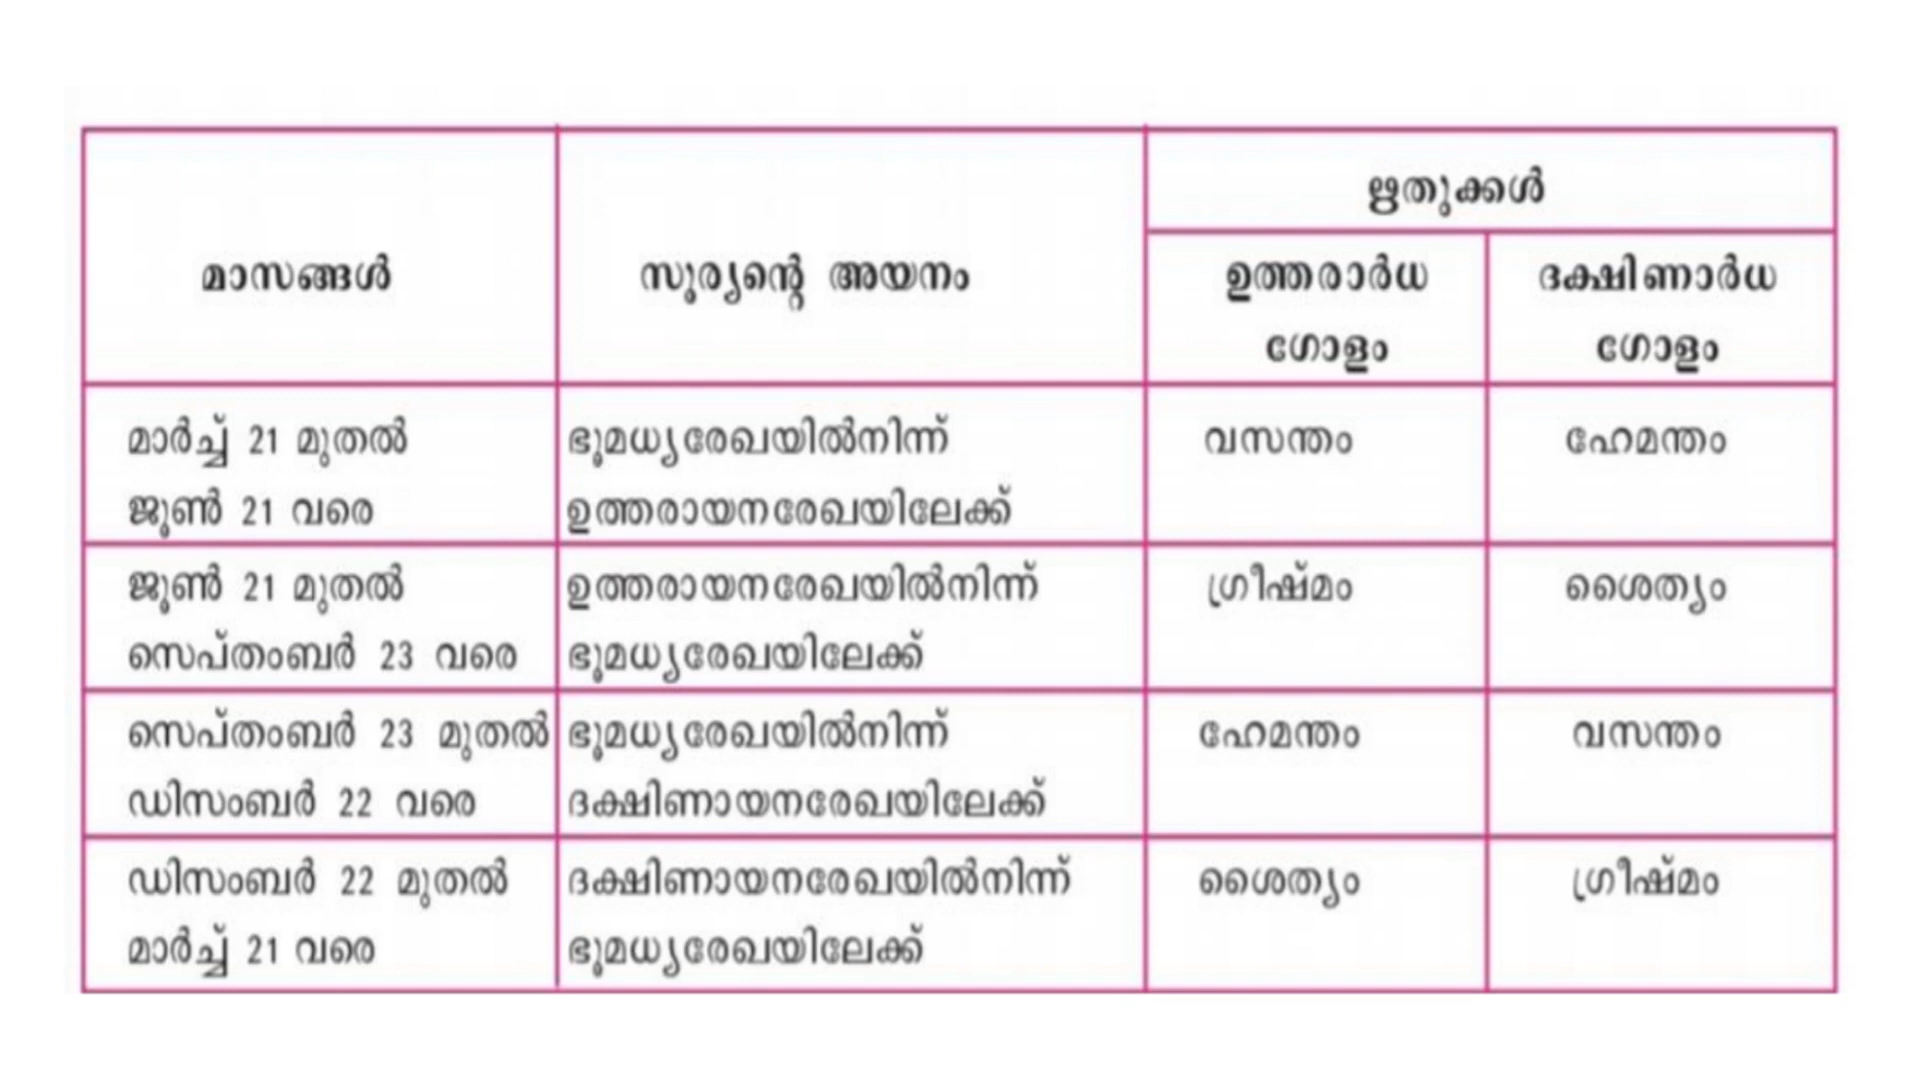 ഋതുക്കൾ
മാസങ്ങൾ സൂര്യന്റെ അയനം ഉത്തരാർധ ദക്ഷിണാർധ
ഗോളം ഗോളം
മാർച്ച് 21 മുതൽ ഭൂമധ്യരേഖയിൽനിന്ന് വസന്തം ഹേമന്തം
ജൂൺ 21 വരെ ഉത്തരായനരേഖയിലേക്ക്
ജൂൺ 21 മുതൽ ഉത്തരായനരേഖയിൽനിന്ന് ഗ്രീഷ്മം ശൈത്യം
സെപ്തംബർ 23 വരെ ഭൂമധ്യരേഖയിലേക്ക്
സെപ്തംബർ 23 മുതൽ ഭൂമധ്യരേഖയിൽനിന്ന് ഹേമന്തം വസന്തം
ഡിസംബർ 22 വരെ ദക്ഷിണായനരേഖയിലേക്ക്
ഡിസംബർ 22 മുതൽ ദക്ഷിണായനരേഖയിൽനിന്ന് ശൈത്യം ഗ്രീഷ്മം
മാർച്ച് 21 വരെ ഭൂമധ്യരേഖയിലേക്ക്